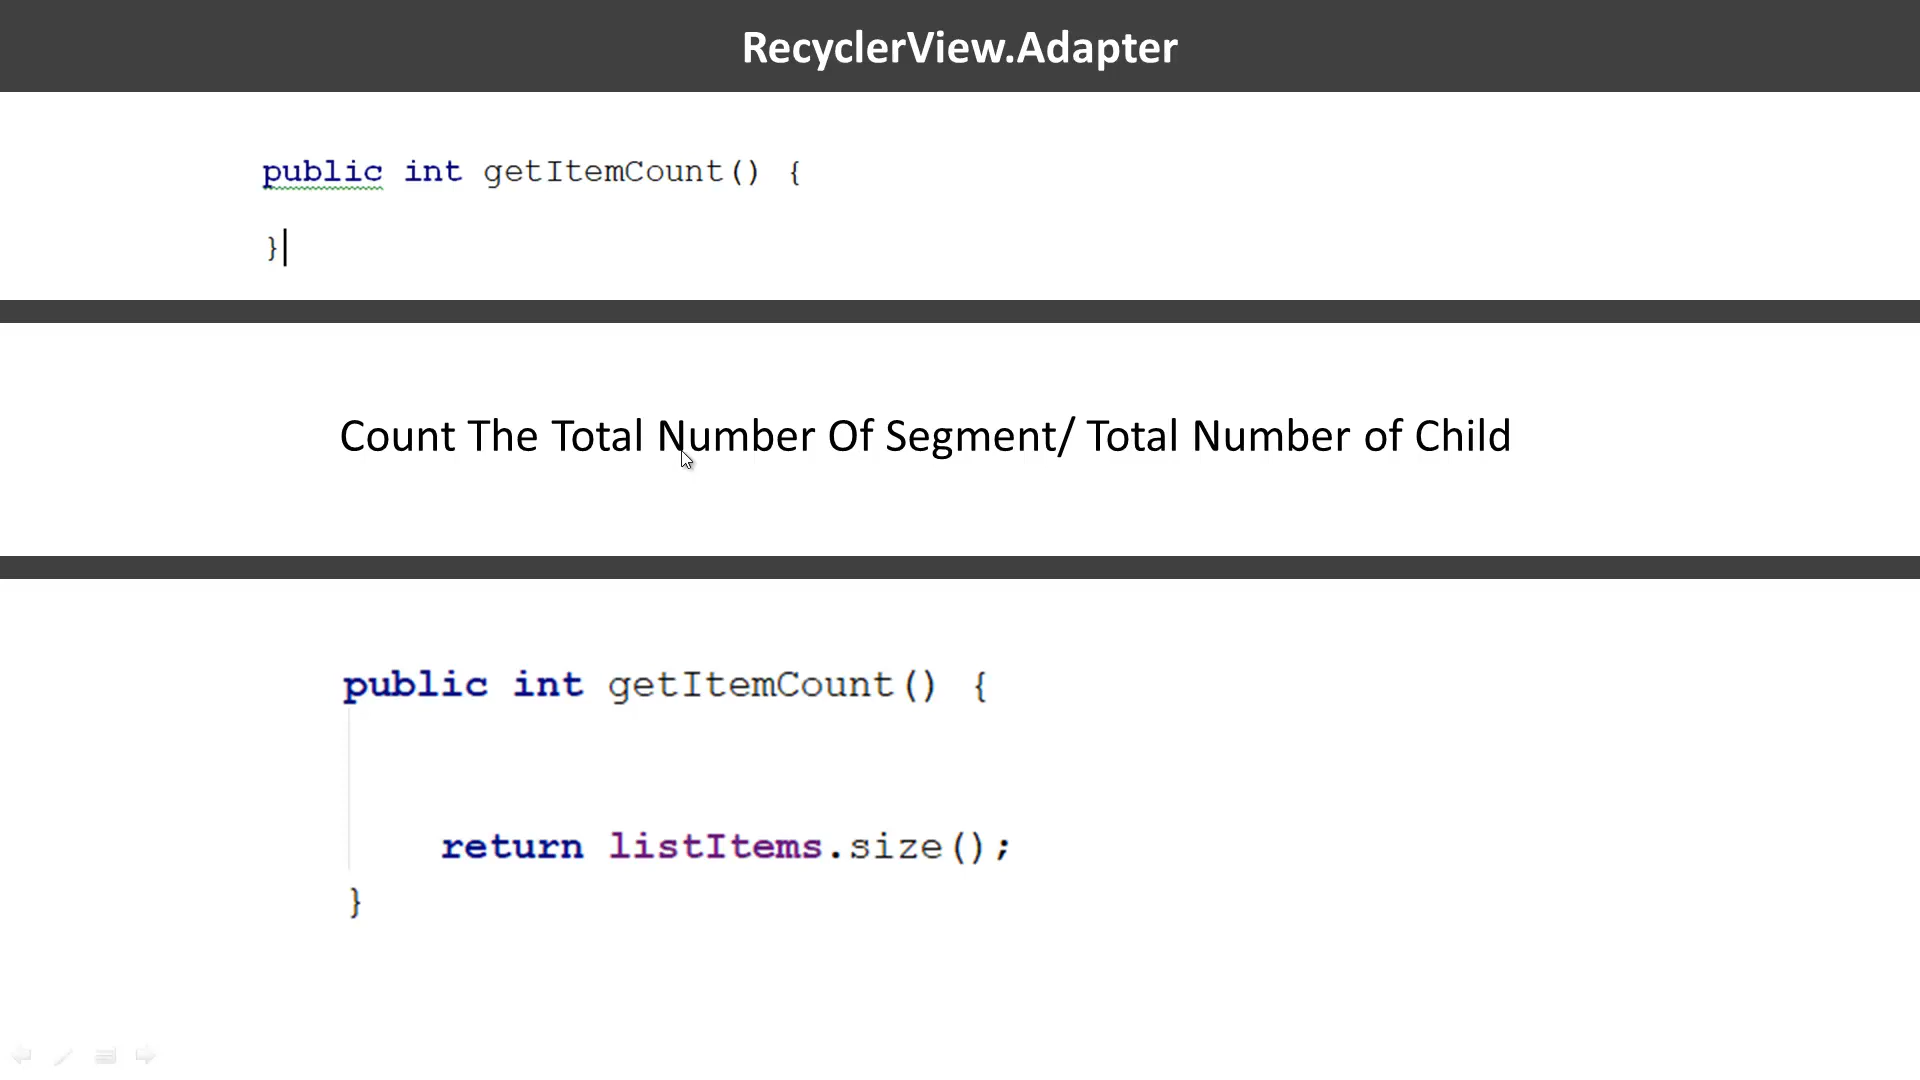 RecyclerView.Adapter
public int getItemCount() {
}
Count The Total Number Of Segment/ Total Number of Child
public int getItemCount() {
return listItems.size();
}